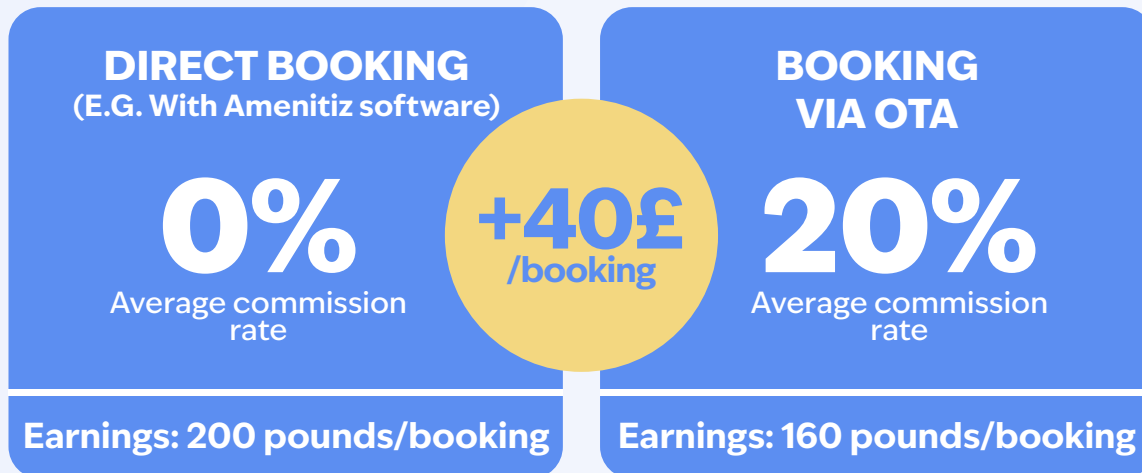 DIRECT BOOKING
(E.G. With Amenitiz software)
0%
Average commission
rate
Earnings: 200 pounds/booking
+40£
/booking
BOOKING
VIA OTA
20%
Average commission
rate
Earnings: 160 pounds/booking